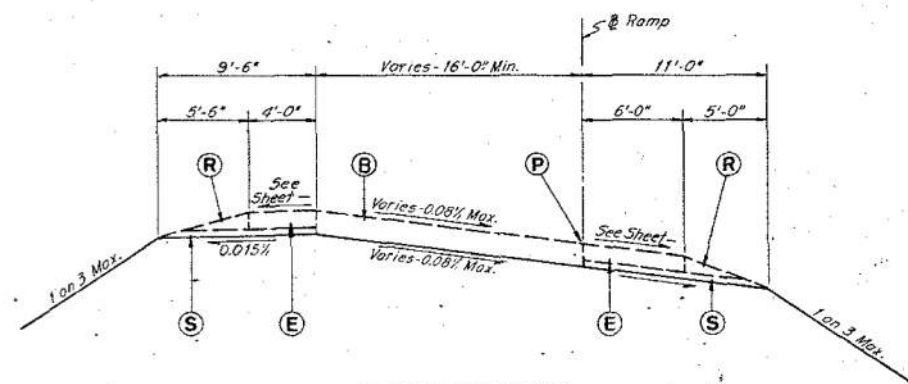 ℄ Ramp
9'-6"
Varies-16'-0" Min.
11'-0"
5'-6"
4'-0"
6'-0"
5'-0"
R
See
Sheet
B
P
R
Varies-0.08'/' Max.
See Sheet
0.015'/'
Varies-0.08'/' Max.
1 on 3 Max.
S
E
E
S
1 on 3 Max.